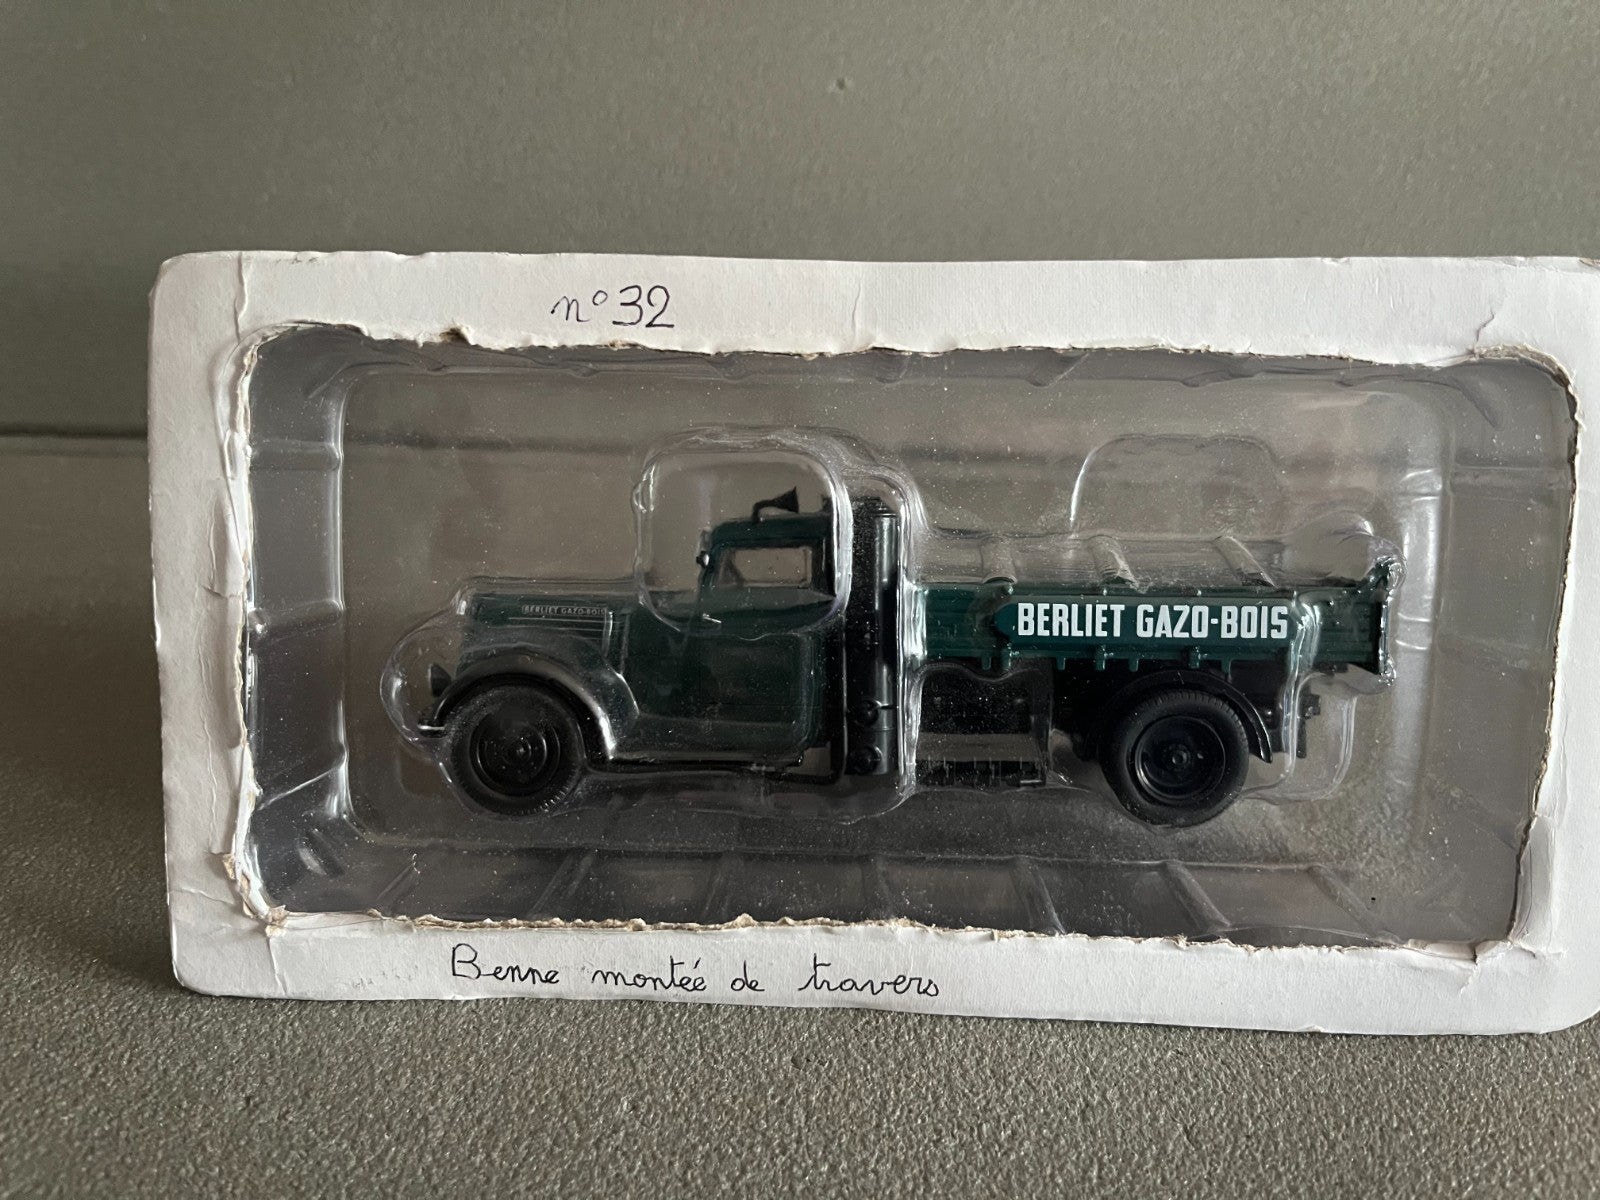 n° 32
BERLIET GAZO-BOIS
BERLIET GAZO-BOIS
Benne montée de travers